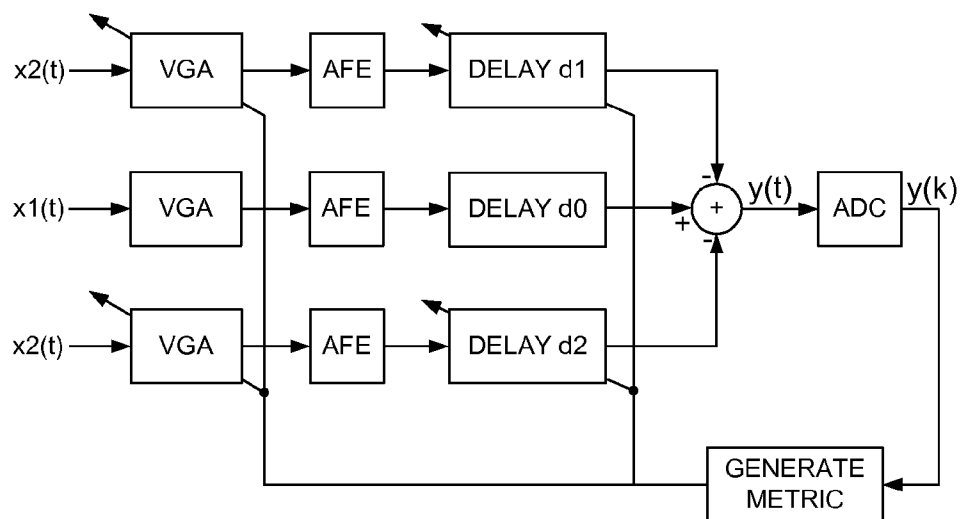 x2(t)
VGA
AFE
DELAY d1
-
x1(t)
VGA
AFE
DELAY d0
+
+
y(t)
ADC
y(k)
-
x2(t)
VGA
AFE
DELAY d2
GENERATE
METRIC